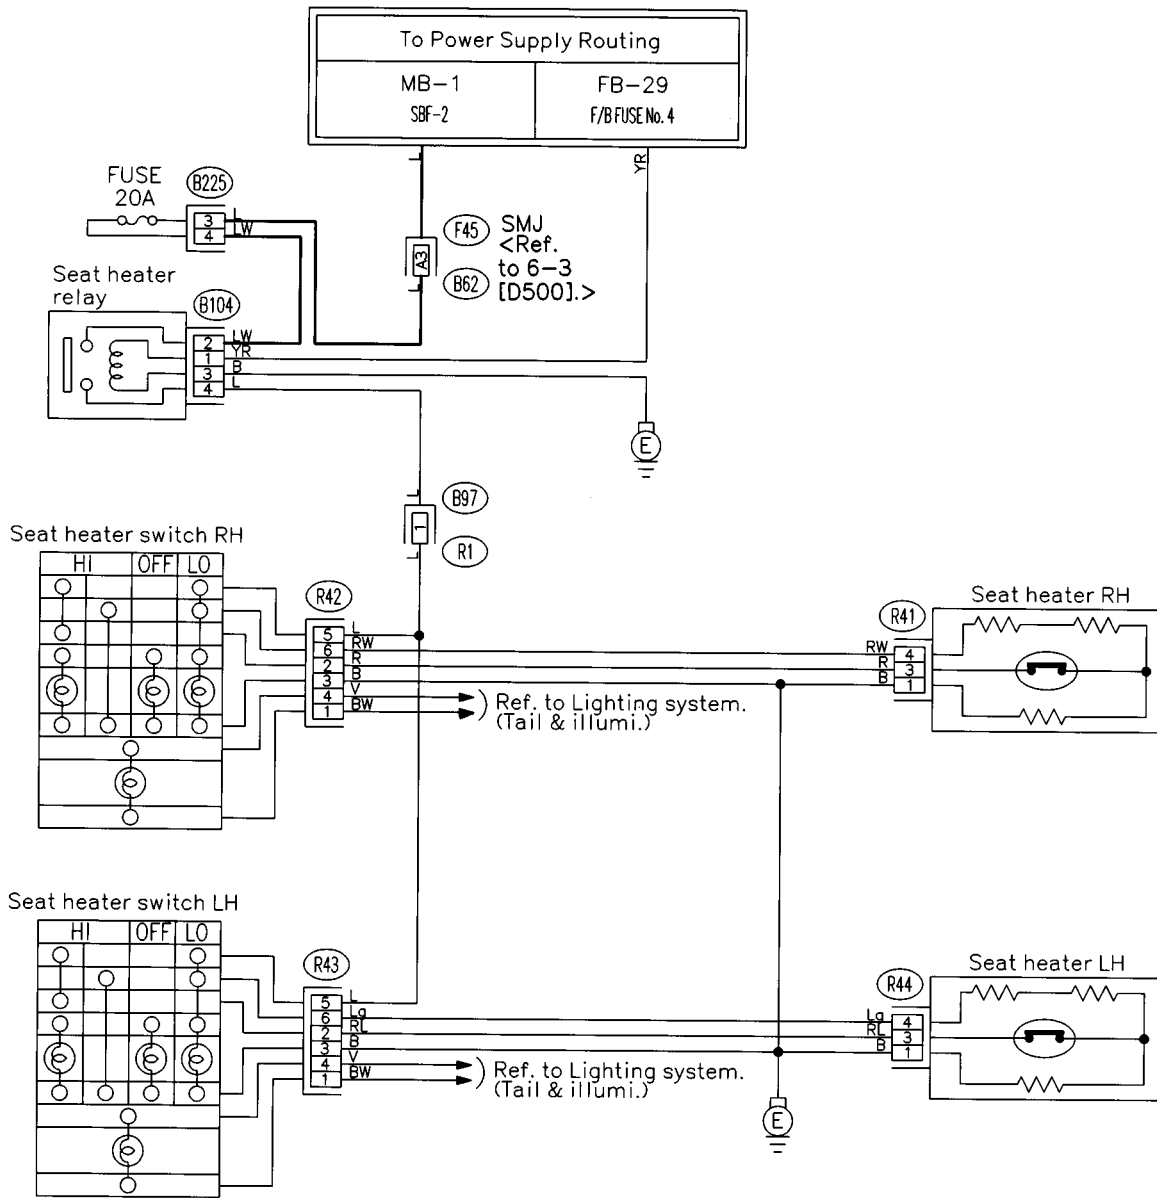 To Power Supply Routing
MB-1
SBF-2
FB-29
F/B FUSE No. 4
L
YR
FUSE
20A
B225
3
4
L
LW
F45
SMJ
<Ref.
to 6-3
[D500].>
A3
B62
L
Seat heater
relay
B104
2
1
3
4
LW
YR
B
L
E
L
B97
1
R1
L
Seat heater switch RH
HI
OFF
LO
R42
5
6
2
3
4
1
L
RW
R
B
V
BW
Ref. to Lighting system.
(Tail & illumi.)
Seat heater RH
R41
RW
R
B
4
3
1
Seat heater switch LH
HI
OFF
LO
R43
5
6
2
3
4
1
L
Lg
RL
B
V
BW
Ref. to Lighting system.
(Tail & illumi.)
Seat heater LH
R44
Lg
RL
B
4
3
1
E